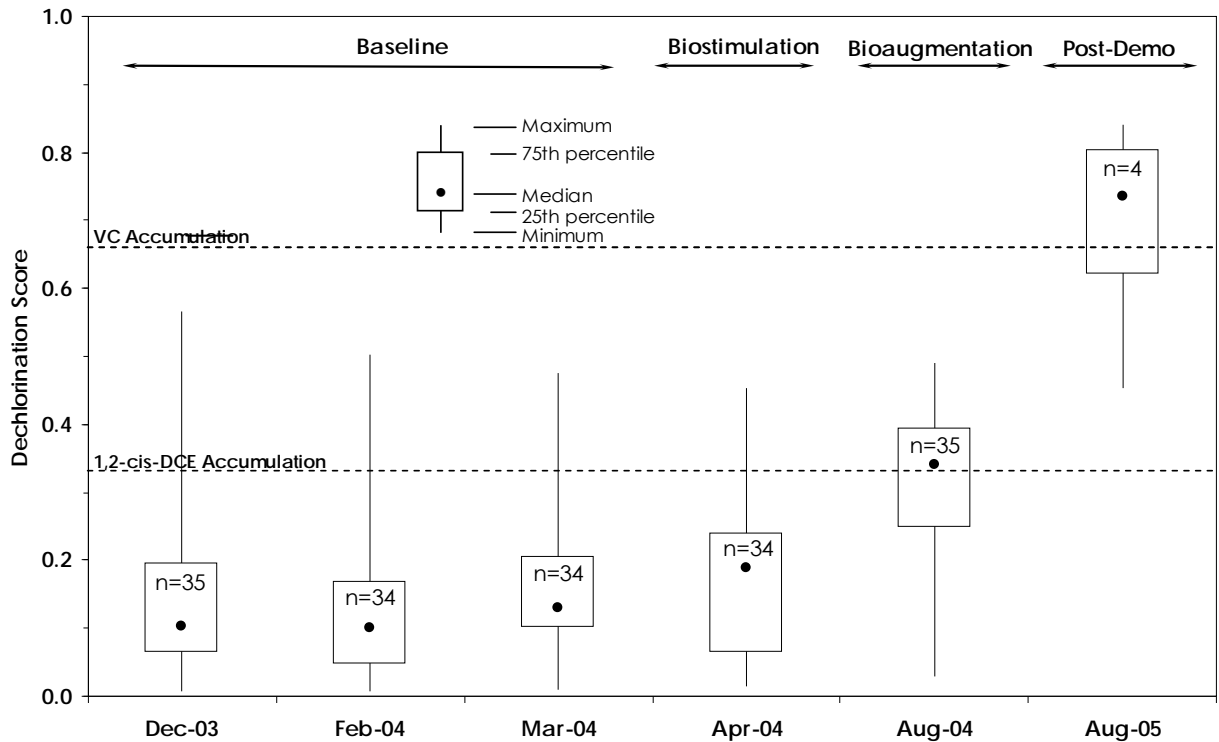 1.0
Baseline
Biostimulation
Bioaugmentation
Post-Demo
Maximum
75th percentile
Median
25th percentile
Minimum
0.8
n=4
VC Accumulation
0.6
Dechlorination Score
0.4
1,2-cis-DCE Accumulation
n=35
n=34
n=34
n=34
n=35
0.2
0.0
Dec-03
Feb-04
Mar-04
Apr-04
Aug-04
Aug-05